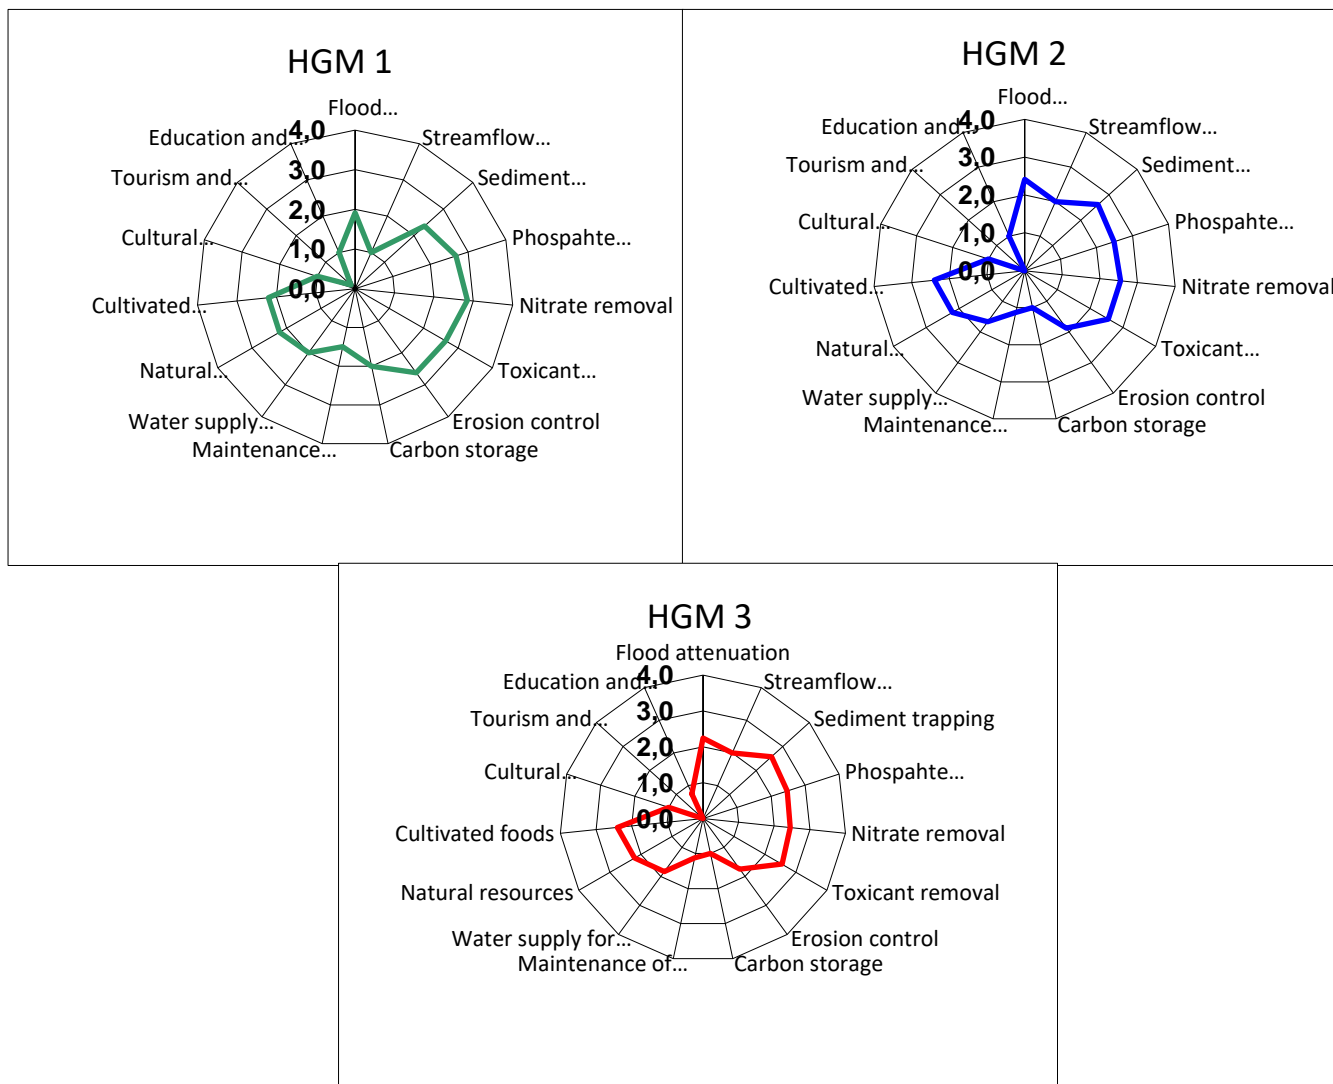 HGM 1
Flood...
Streamflow...
Sediment...
Phospahte...
Nitrate removal
Toxicant...
Erosion control
Carbon storage
Maintenance...
Water supply...
Natural...
Cultivated...
Cultural...
Tourism and...
Education and...
4,0
3,0
2,0
1,0
0,0
HGM 2
Flood...
Streamflow...
Sediment...
Phospahte...
Nitrate removal
Toxicant...
Erosion control
Carbon storage
Maintenance...
Water supply...
Natural...
Cultivated...
Cultural...
Tourism and...
Education and...
4,0
3,0
2,0
1,0
0,0
HGM 3
Flood attenuation
Streamflow...
Sediment trapping
Phospahte...
Nitrate removal
Toxicant removal
Erosion control
Carbon storage
Maintenance of...
Water supply for...
Natural resources
Cultivated foods
Cultural...
Tourism and...
Education and...
4,0
3,0
2,0
1,0
0,0